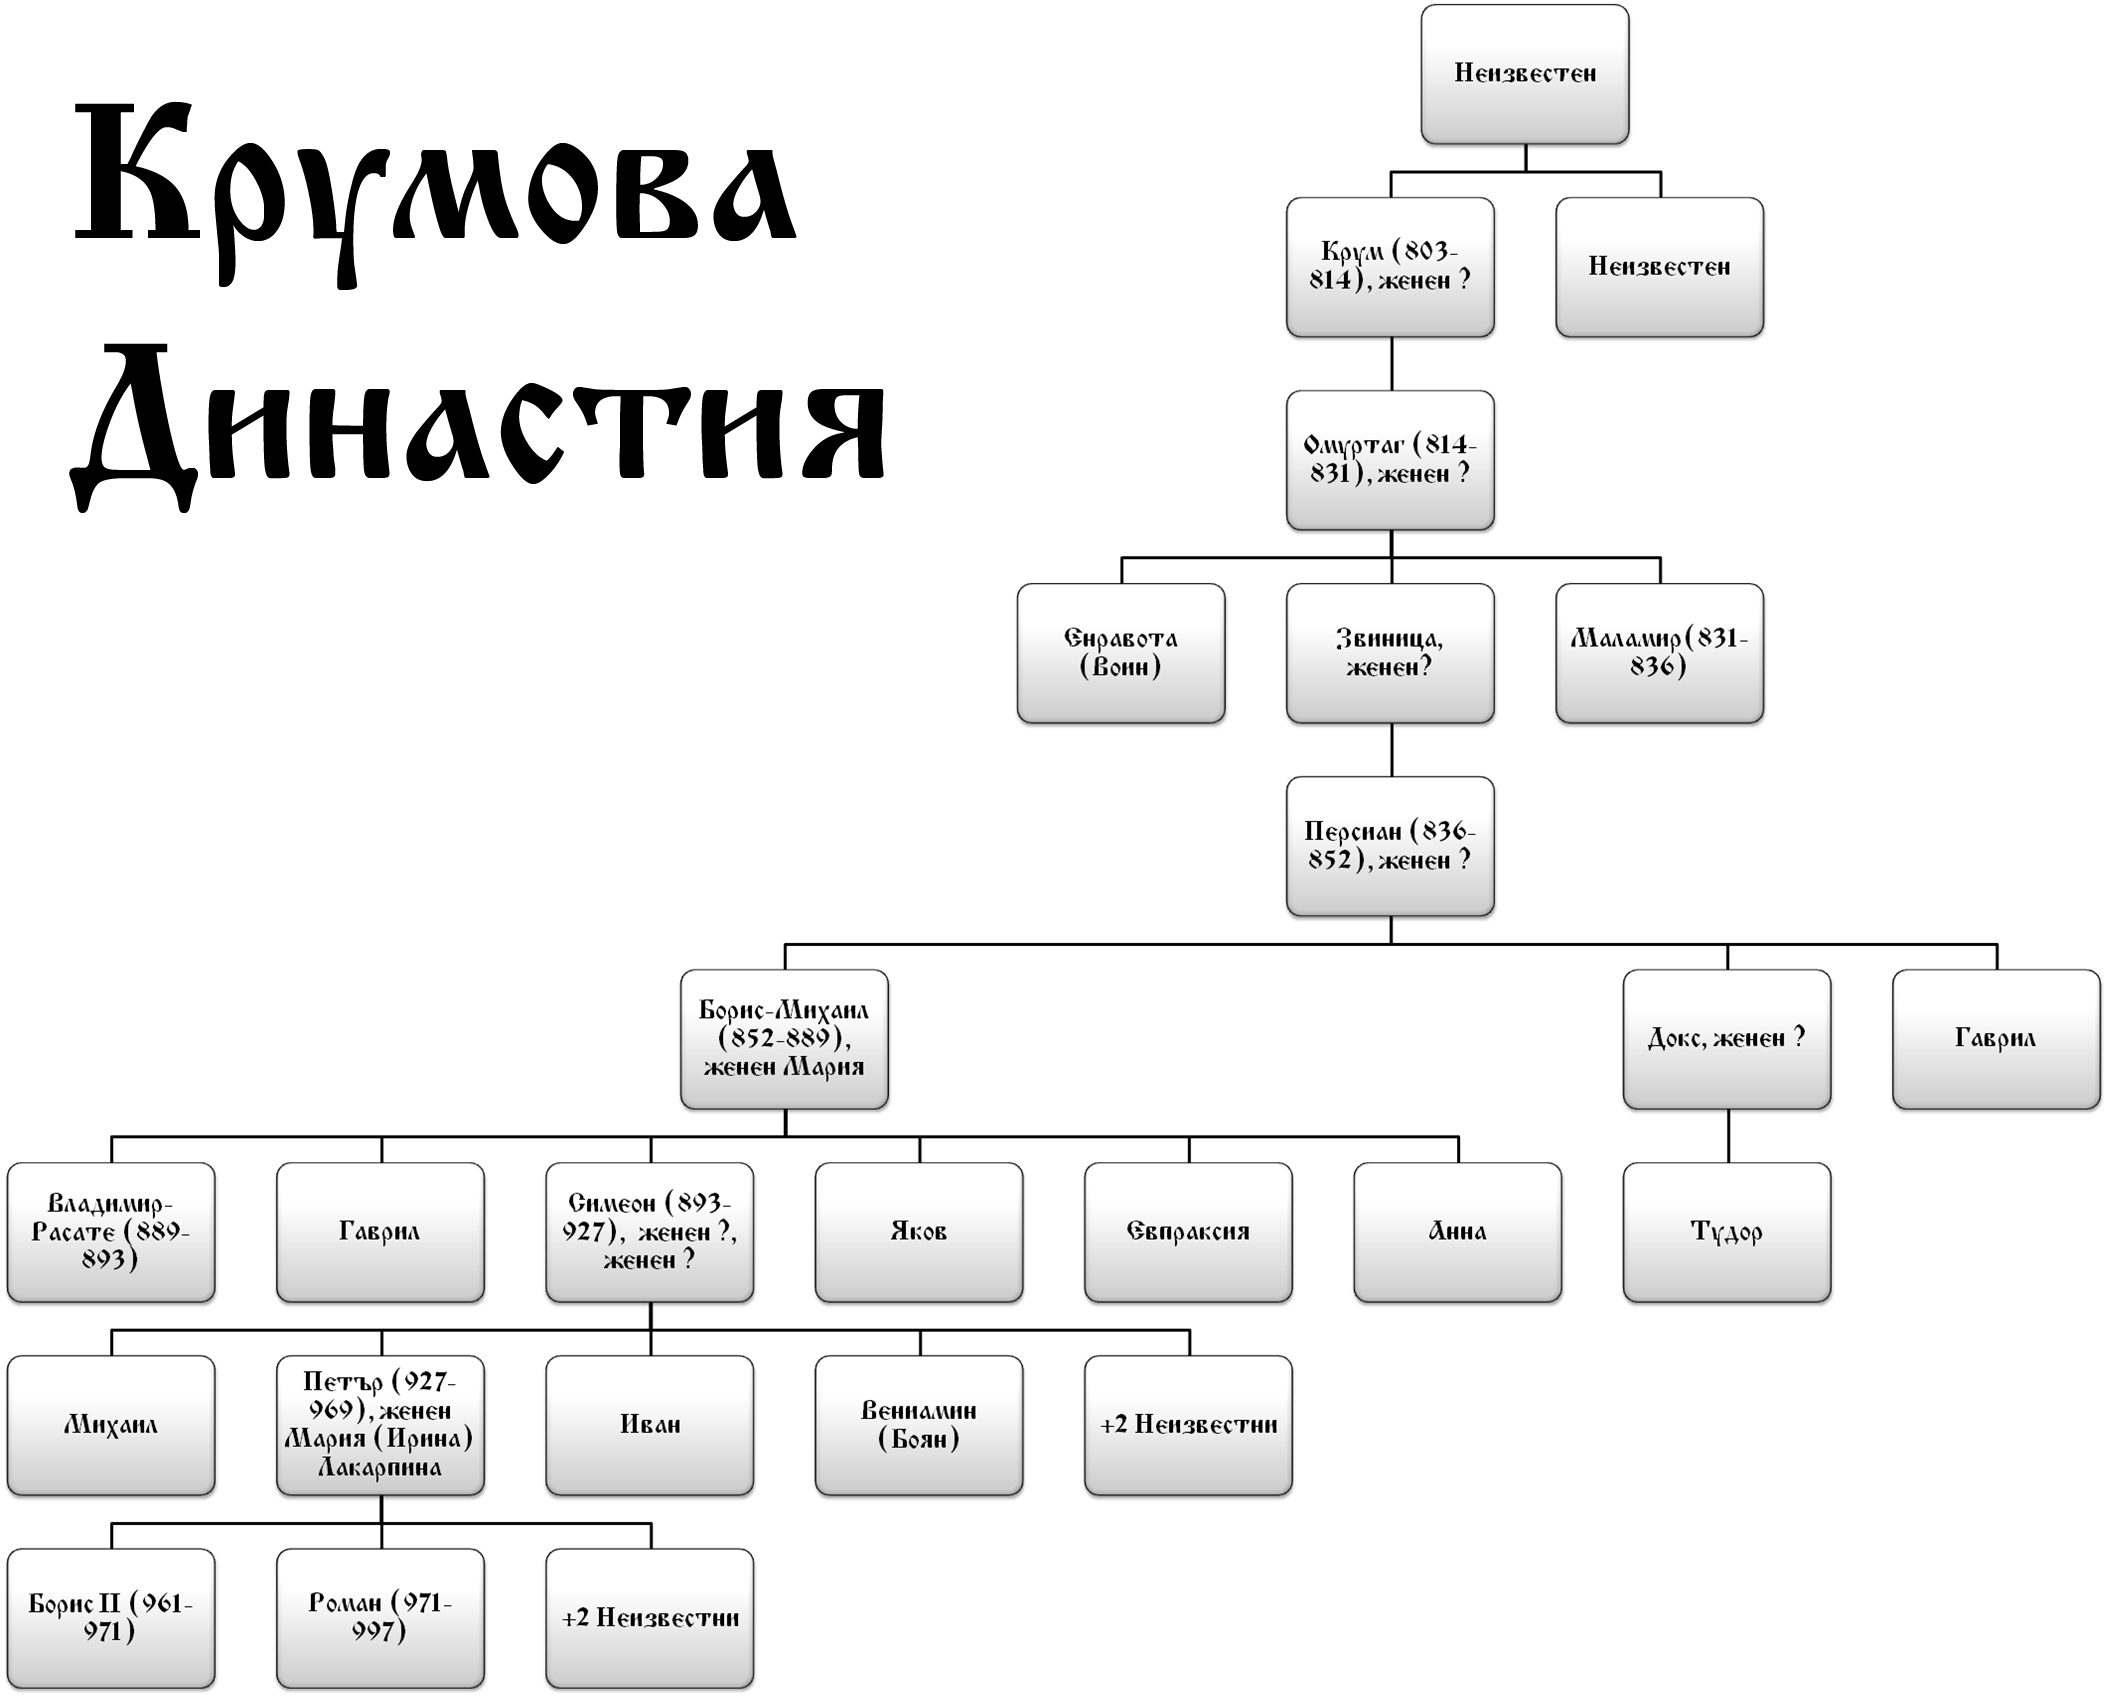 Крумова
Династия
Неизвестен
Крум (803-
814), женен ?
Неизвестен
Омуртаг (814-
831), женен ?
Енравота
(Воин)
Звиница,
женен?
Маламир(831-
836)
Персиан (836-
852), женен ?
Борис-Михаил
(852-889),
женен Мария
Докс, женен ?
Гаврил
Владимир-
Расате (889-
893)
Гаврил
Симеон (893-
927), женен ?,
женен ?
Яков
Евпраксия
Анна
Тудор
Михаил
Петър (927-
969), женен
Мария (Ирина)
Лакарпина
Иван
Вениамин
(Боян)
+2 Неизвестни
Борис II (961-
971)
Роман (971-
997)
+2 Неизвестни